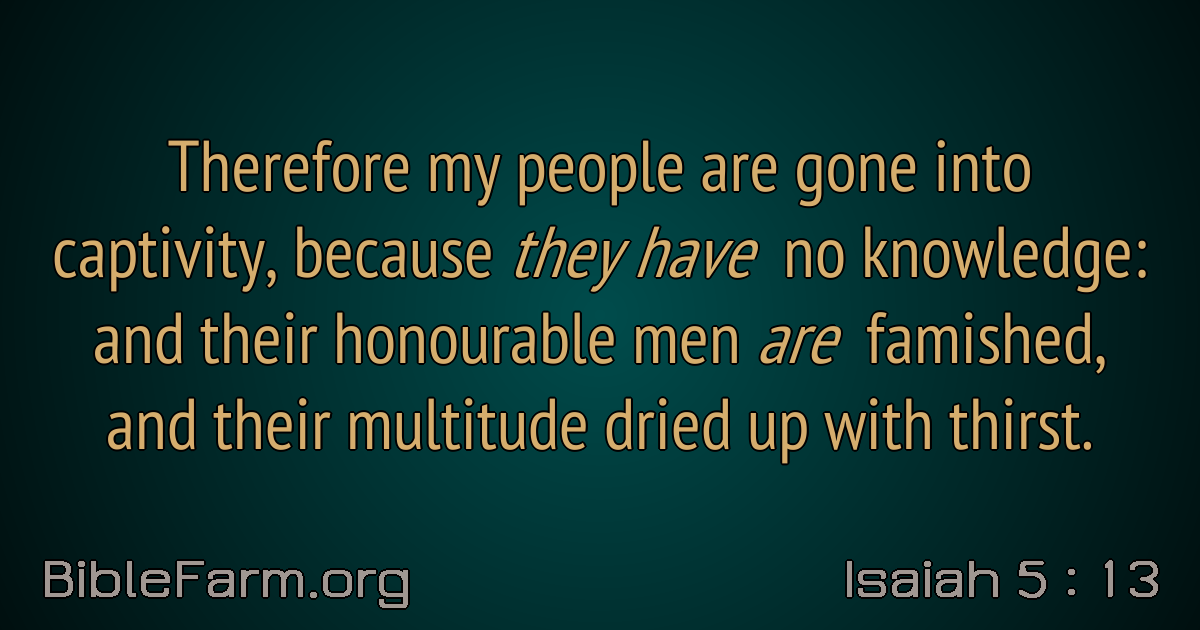 Therefore my people are gone into
captivity, because they have no knowledge:
and their honourable men are famished,
and their multitude dried up with thirst.
BibleFarm.org
Isaiah 5 : 13